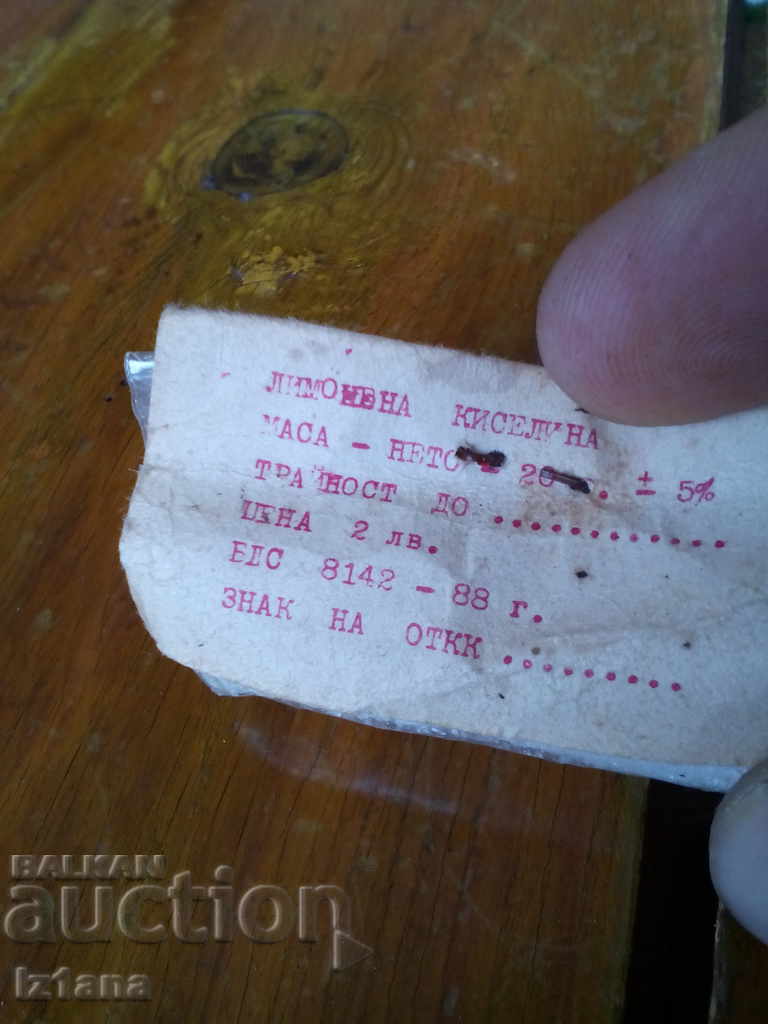 ЛИМОНЕНА КИСЕЛИНА
МАСА - НЕТО - 20 г. ± 5%
ТРАЙНОСТ ДО ............
ЦЕНА 2 лв.
БДС 8142 - 88 г.
ЗНАК НА ОТКК .........
BALKAN
auction
Iz1ana